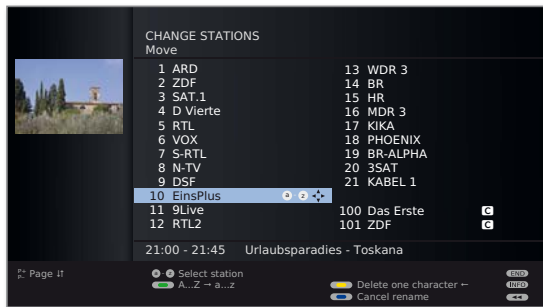 CHANGE STATIONS
Move
1 ARD
2 ZDF
3 SAT.1
4 D Vierte
5 RTL
6 VOX
7 S-RTL
8 N-TV
9 DSF
10 EinsPlus a z
11 9Live
12 RTL2
13 WDR 3
14 BR
15 HR
16 MDR 3
17 KIKA
18 PHOENIX
19 BR-ALPHA
20 3SAT
21 KABEL 1
100 Das Erste C
101 ZDF C
21:00 - 21:45 Urlaubsparadies - Toskana
P+ P- Page ↓↑
a - z Select station
A...Z → a...z
Delete one character ←
Cancel rename
END
INFO